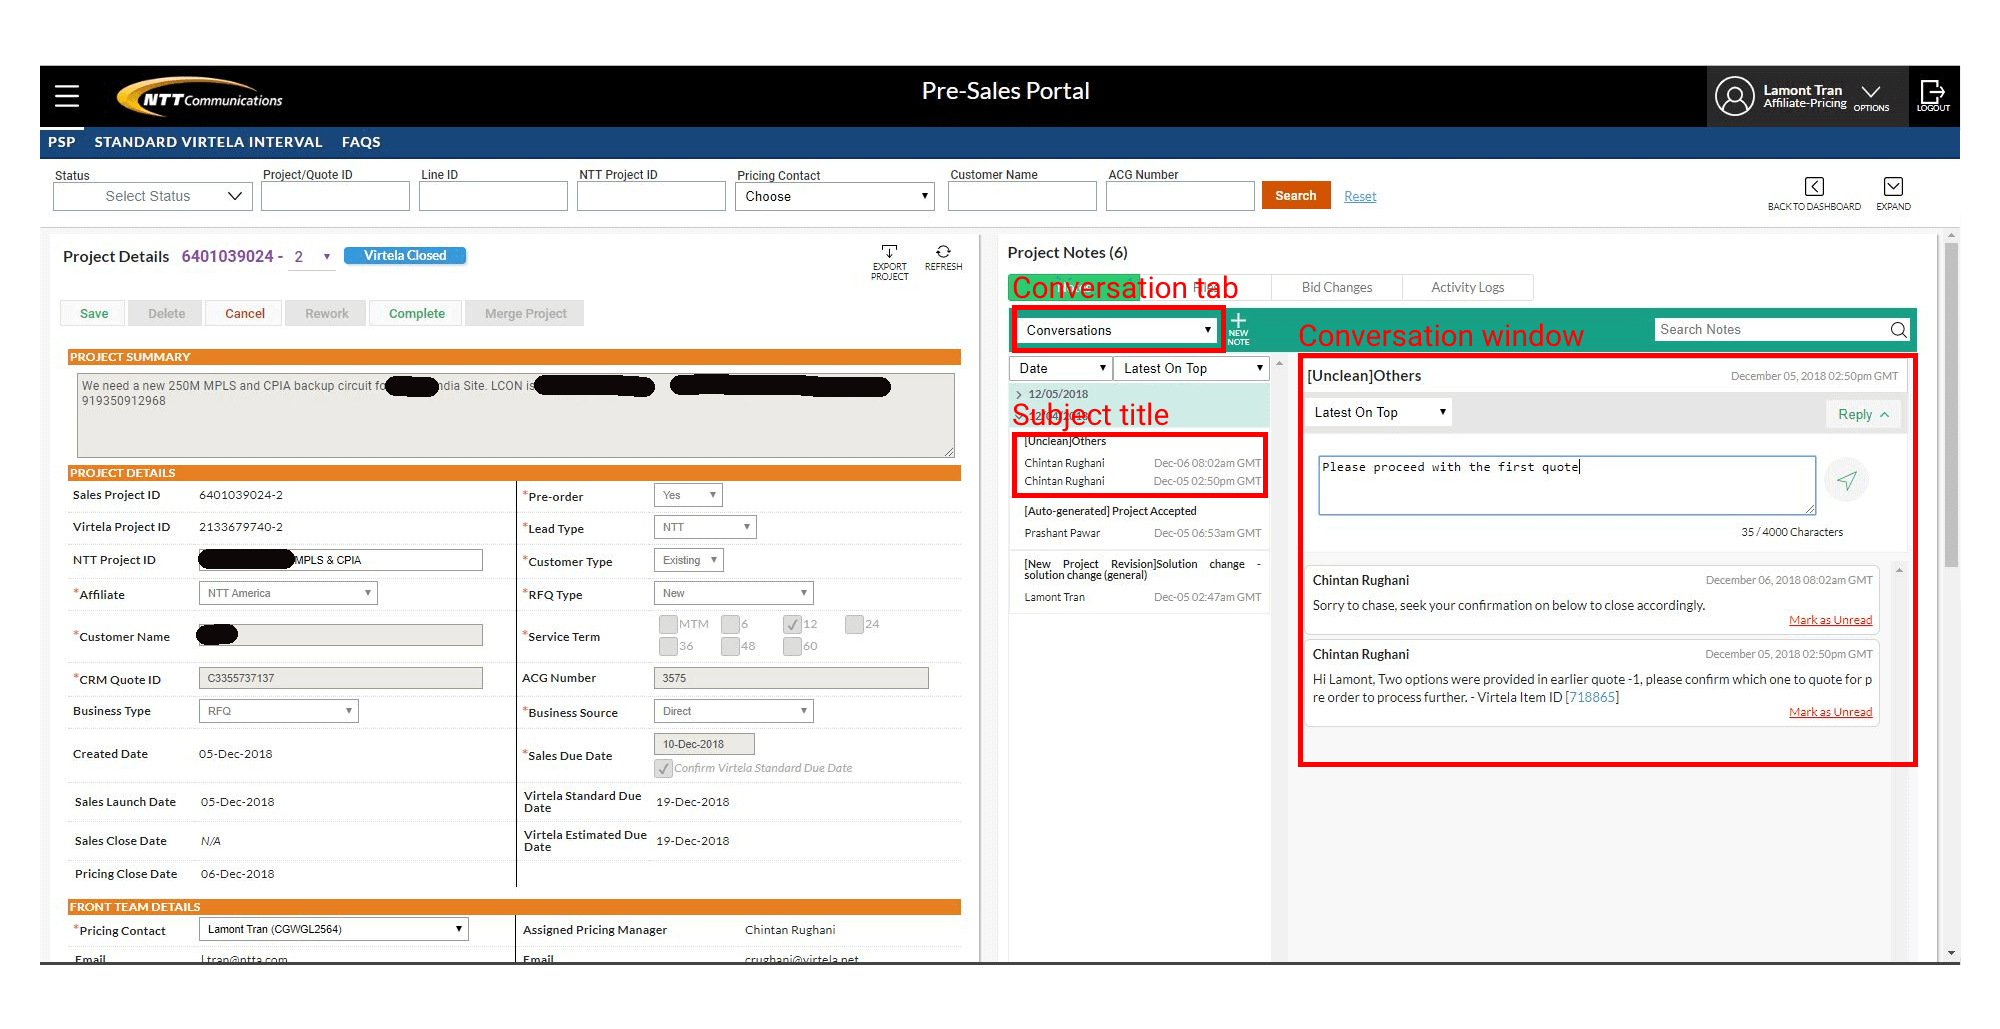 NTT Communications
Pre-Sales Portal
Lamont Tran
Affiliate-Pricing
OPTIONS
LOGOUT
PSP STANDARD VIRTELA INTERVAL FAQS
Status Project/Quote ID Line ID NTT Project ID Pricing Contact Customer Name ACG Number
Select Status Choose Search Reset
BACK TO DASHBOARD EXPAND
Project Details 6401039024 - 2 Virtela Closed
EXPORT PROJECT REFRESH
Save Delete Cancel Rework Complete Merge Project
PROJECT SUMMARY
We need a new 250M MPLS and CPIA backup circuit Site. LCON is
919350912968
PROJECT DETAILS
Sales Project ID 6401039024-2 *Pre-order Yes
Virtela Project ID 2133679740-2 *Lead Type NTT
NTT Project ID MPLS & CPIA *Customer Type Existing
*Affiliate NTT America *RFQ Type New
*Customer Name *Service Term MTM 6 12 24
36 48 60
*CRM Quote ID C3355737137 ACG Number 3575
Business Type RFQ *Business Source Direct
Created Date 05-Dec-2018 *Sales Due Date 10-Dec-2018
Confirm Virtela Standard Due Date
Sales Launch Date 05-Dec-2018 Virtela Standard Due Date 19-Dec-2018
Sales Close Date N/A Virtela Estimated Due Date 19-Dec-2018
Pricing Close Date 06-Dec-2018
FRONT TEAM DETAILS
*Pricing Contact Lamont Tran (CGWGL2564) Assigned Pricing Manager Chintan Rughani
Email ltran@ntta.com Email crughani@virtela.net
Project Notes (6)
Conversation tab
Bid Changes Activity Logs
Conversations
NEW NOTE
Conversation window
Search Notes
Date Latest On Top
12/05/2018
Subject title
12/04/2018
[Unclean]Others
Chintan Rughani Dec-06 08:02am GMT
Chintan Rughani Dec-05 02:50pm GMT
[Auto-generated] Project Accepted
Prashant Pawar Dec-05 06:53am GMT
[New Project Revision]Solution change -
solution change (general)
Lamont Tran Dec-05 02:47am GMT
[Unclean]Others December 05, 2018 02:50pm GMT
Latest On Top Reply
Please proceed with the first quote
35 / 4000 Characters
Chintan Rughani December 06, 2018 08:02am GMT
Sorry to chase, seek your confirmation on below to close accordingly.
Mark as Unread
Chintan Rughani December 05, 2018 02:50pm GMT
Hi Lamont, Two options were provided in earlier quote -1, please confirm which one to quote for p
re order to process further. - Virtela Item ID [718865]
Mark as Unread